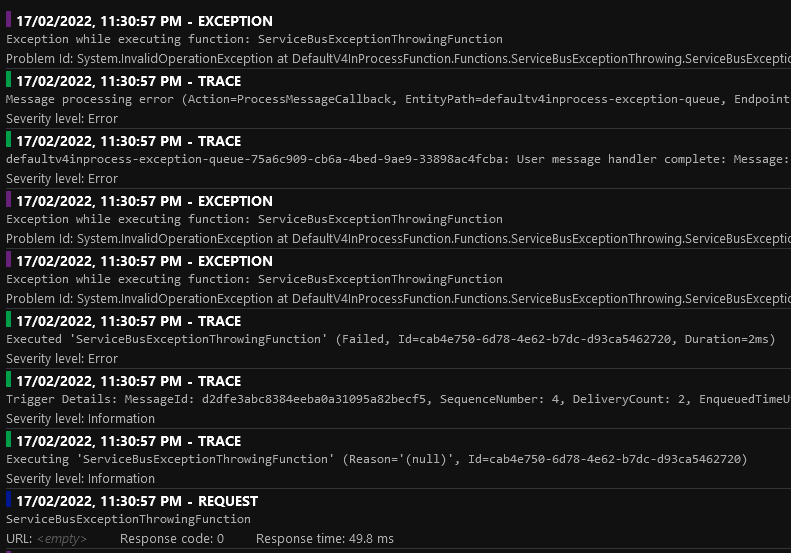 17/02/2022, 11:30:57 PM - EXCEPTION
Exception while executing function: ServiceBusExceptionThrowingFunction
Problem Id: System.InvalidOperationException at DefaultV4InProcessFunction.Functions.ServiceBusExceptionThrowing.ServiceBusExceptio
17/02/2022, 11:30:57 PM - TRACE
Message processing error (Action=ProcessMessageCallback, EntityPath=defaultv4inprocess-exception-queue, Endpoint
Severity level: Error
17/02/2022, 11:30:57 PM - TRACE
defaultv4inprocess-exception-queue-75a6c909-cb6a-4bed-9ae9-33898ac4fcba: User message handler complete: Message:
Severity level: Error
17/02/2022, 11:30:57 PM - EXCEPTION
Exception while executing function: ServiceBusExceptionThrowingFunction
Problem Id: System.InvalidOperationException at DefaultV4InProcessFunction.Functions.ServiceBusExceptionThrowing.ServiceBusExceptio
17/02/2022, 11:30:57 PM - EXCEPTION
Exception while executing function: ServiceBusExceptionThrowingFunction
Problem Id: System.InvalidOperationException at DefaultV4InProcessFunction.Functions.ServiceBusExceptionThrowing.ServiceBusExceptio
17/02/2022, 11:30:57 PM - TRACE
Executed 'ServiceBusExceptionThrowingFunction' (Failed, Id=cab4e750-6d78-4e62-b7dc-d93ca5462720, Duration=2ms)
Severity level: Error
17/02/2022, 11:30:57 PM - TRACE
Trigger Details: MessageId: d2dfe3abc8384eeba0a31095a82becf5, SequenceNumber: 4, DeliveryCount: 2, EnqueuedTimeU
Severity level: Information
17/02/2022, 11:30:57 PM - TRACE
Executing 'ServiceBusExceptionThrowingFunction' (Reason='(null)', Id=cab4e750-6d78-4e62-b7dc-d93ca5462720)
Severity level: Information
17/02/2022, 11:30:57 PM - REQUEST
ServiceBusExceptionThrowingFunction
URL: <empty> Response code: 0 Response time: 49.8 ms